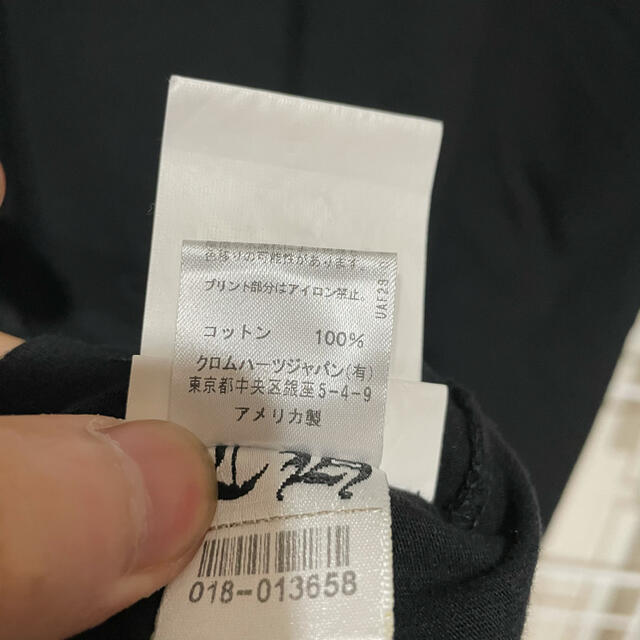 色移りの可能性があります。
プリント部分はアイロン禁止。
コットン 100%
クロムハーツジャパン(有)
東京都中央区銀座5-4-9
アメリカ製
UAF23
018-013658